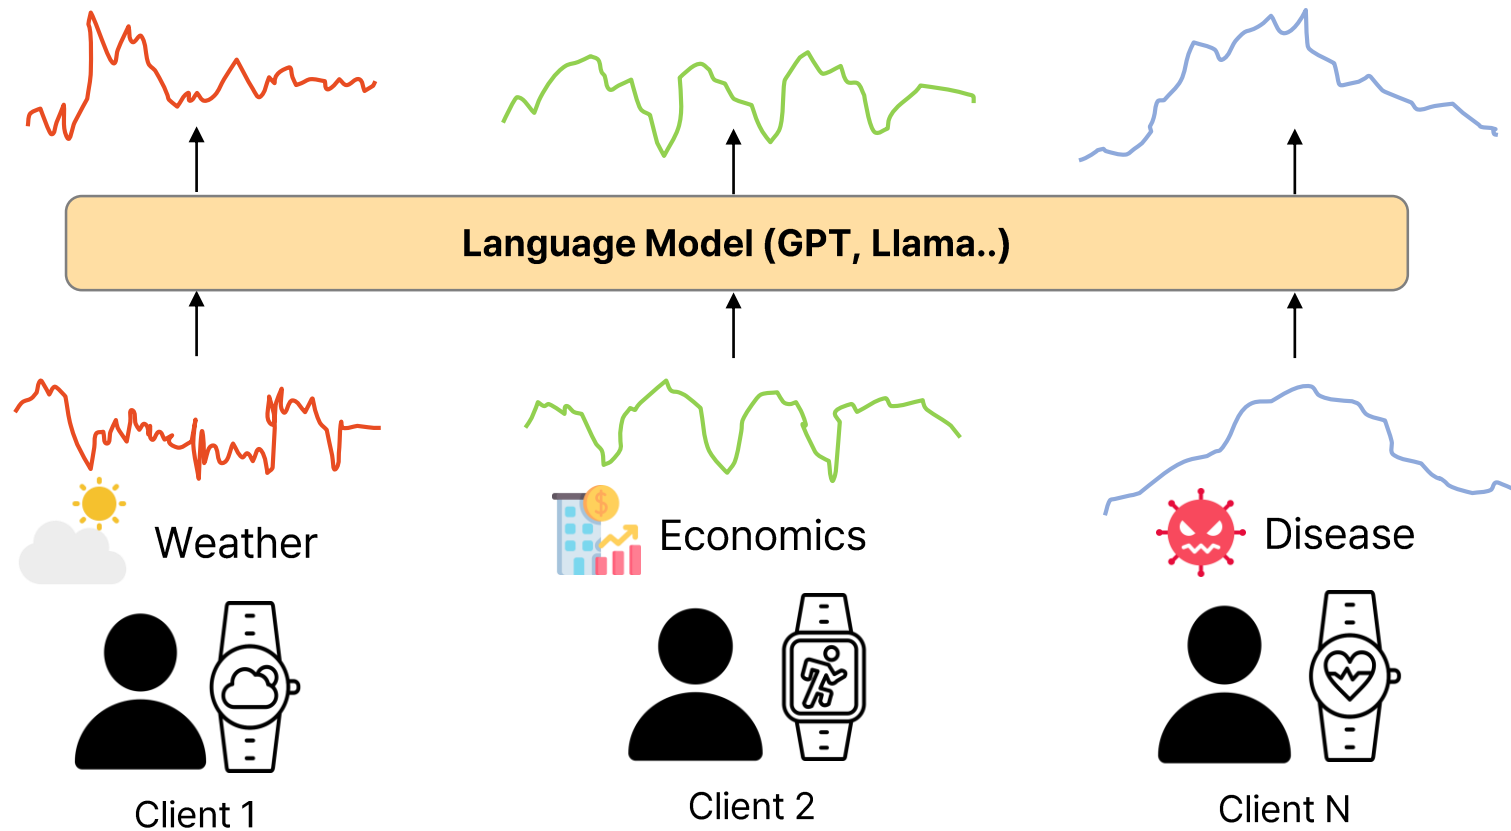 Language Model (GPT, Llama..)
$
Weather
Economics
Disease
Client 1
Client 2
Client N